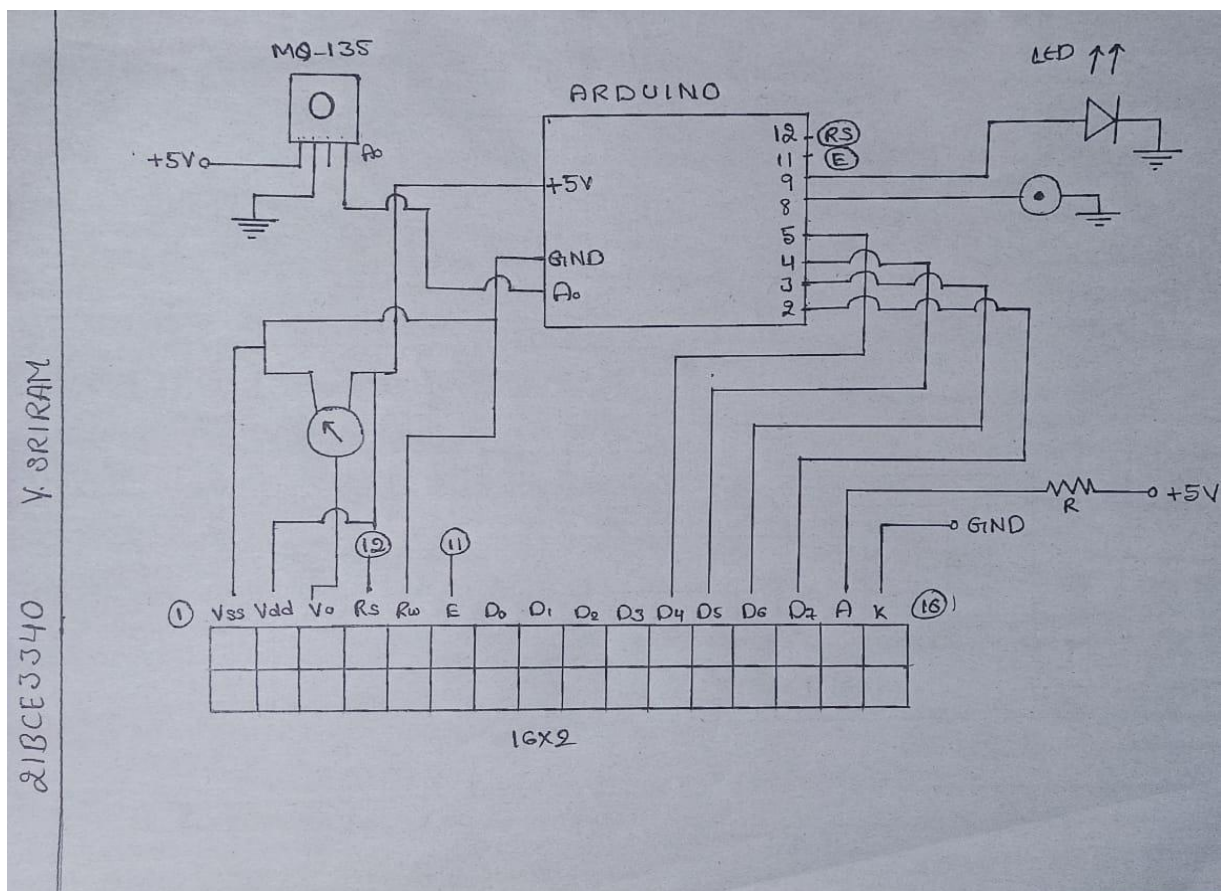 MQ-135
LED
ARDUINO
+5V
A0
12 RS
11 E
9
8
5
4
3
2
+5V
GND
A0
R
+5V
GND
12
11
1 Vss Vdd Vo Rs Rw E D0 D1 D2 D3 D4 D5 D6 D7 A K 16
16X2
21BCE3340 V. SRIRAM